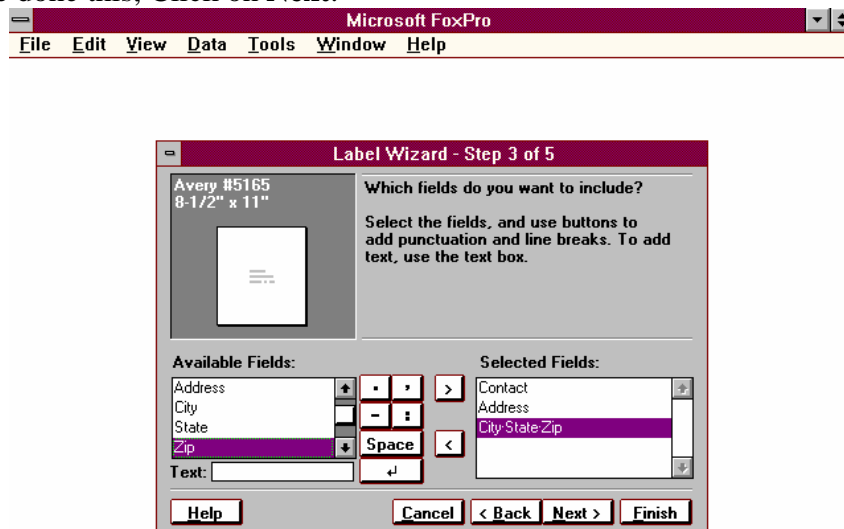 done this, Click on Next.
Microsoft FoxPro
File Edit View Data Tools Window Help
Label Wizard - Step 3 of 5
Avery #5165
8-1/2" x 11"
Which fields do you want to include?
Select the fields, and use buttons to
add punctuation and line breaks. To add
text, use the text box.
Available Fields:
Address
City
State
Zip
Text:
. ,
- :
Space
↵
>
<
Selected Fields:
Contact
Address
City·State·Zip
Help Cancel < Back Next > Finish